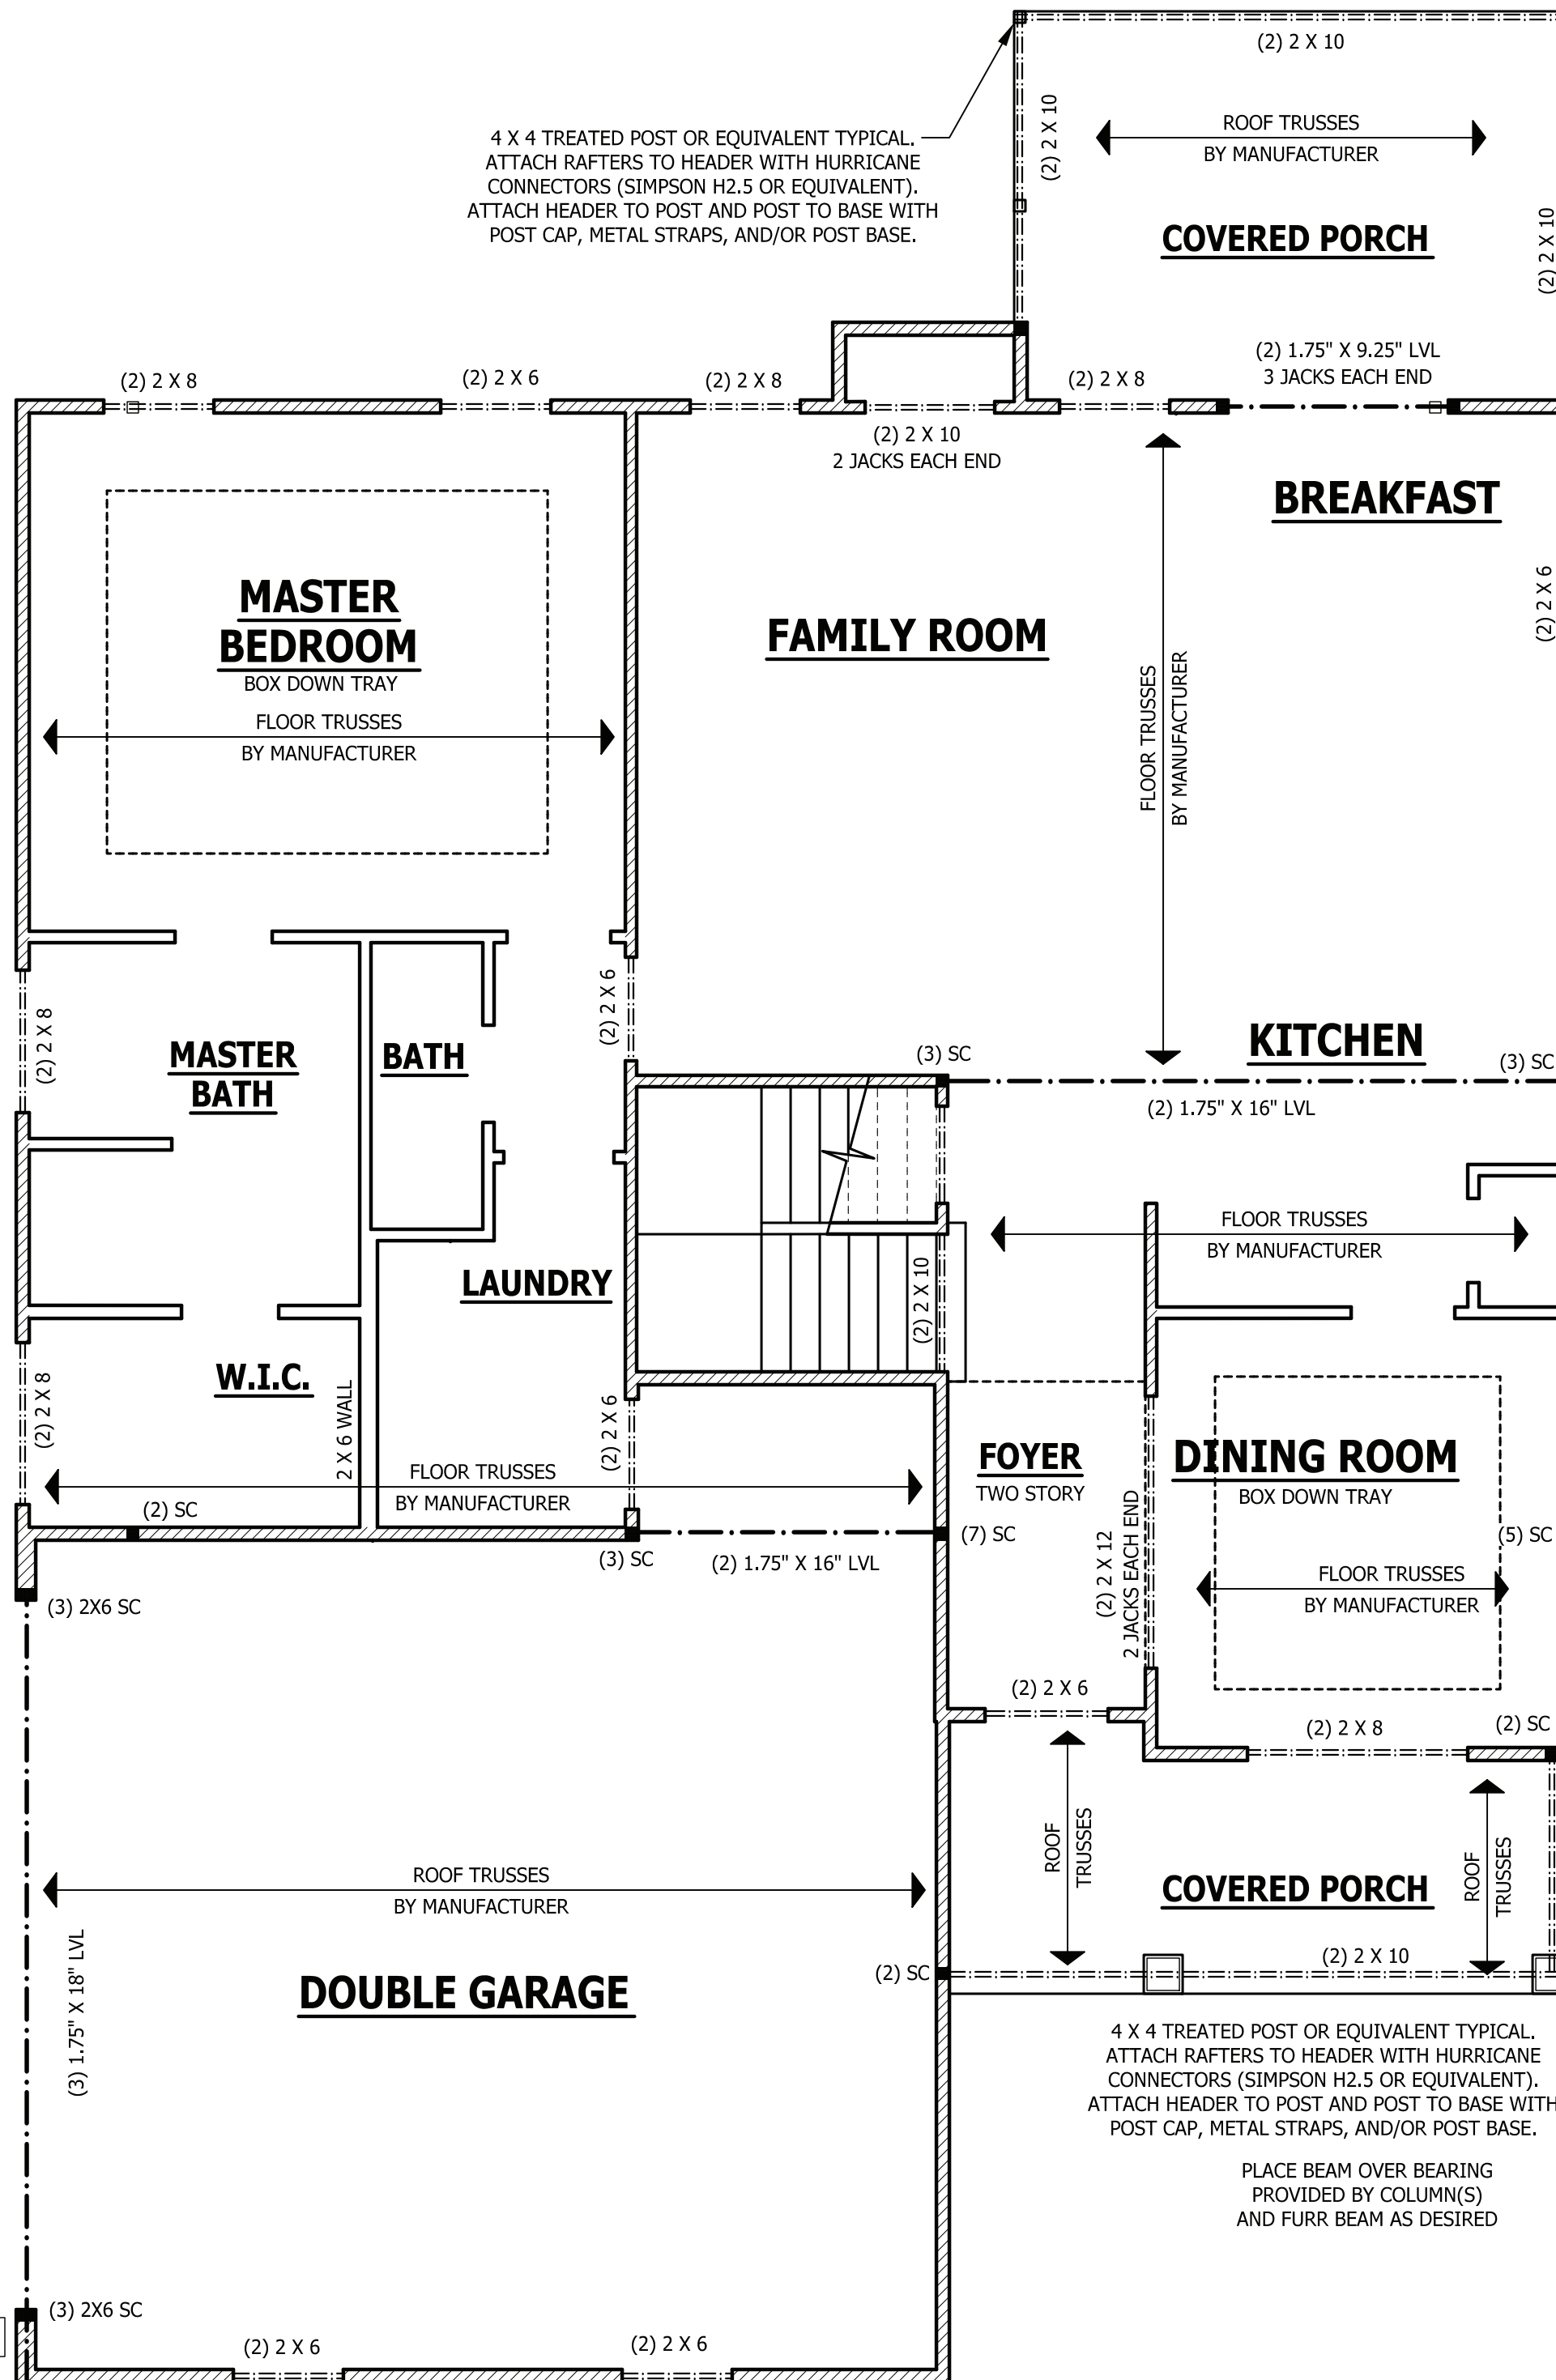 (2) 2 X 10
4 X 4 TREATED POST OR EQUIVALENT TYPICAL.
ATTACH RAFTERS TO HEADER WITH HURRICANE
CONNECTORS (SIMPSON H2.5 OR EQUIVALENT).
ATTACH HEADER TO POST AND POST TO BASE WITH
POST CAP, METAL STRAPS, AND/OR POST BASE.
(2) 2 X 10
ROOF TRUSSES
BY MANUFACTURER
COVERED PORCH
(2) 2 X 10
(2) 2 X 8
(2) 2 X 6
(2) 2 X 8
(2) 2 X 10
2 JACKS EACH END
(2) 2 X 8
(2) 1.75" X 9.25" LVL
3 JACKS EACH END
BREAKFAST
(2) 2 X 6
MASTER
BEDROOM
BOX DOWN TRAY
FLOOR TRUSSES
BY MANUFACTURER
FAMILY ROOM
FLOOR TRUSSES
BY MANUFACTURER
(2) 2 X 8
MASTER
BATH
BATH
(2) 2 X 6
(3) SC
KITCHEN
(3) SC
(2) 1.75" X 16" LVL
FLOOR TRUSSES
BY MANUFACTURER
LAUNDRY
(2) 2 X 10
W.I.C.
(2) 2 X 8
2 X 6 WALL
(2) 2 X 6
FLOOR TRUSSES
BY MANUFACTURER
FOYER
TWO STORY
DINING ROOM
BOX DOWN TRAY
(2) SC
(3) SC
(2) 1.75" X 16" LVL
(7) SC
(2) 2 X 12
2 JACKS EACH END
(5) SC
FLOOR TRUSSES
BY MANUFACTURER
(3) 2X6 SC
(2) 2 X 6
(2) 2 X 8
(2) SC
ROOF
TRUSSES
ROOF
TRUSSES
ROOF TRUSSES
BY MANUFACTURER
COVERED PORCH
(3) 1.75" X 18" LVL
DOUBLE GARAGE
(2) SC
(2) 2 X 10
4 X 4 TREATED POST OR EQUIVALENT TYPICAL.
ATTACH RAFTERS TO HEADER WITH HURRICANE
CONNECTORS (SIMPSON H2.5 OR EQUIVALENT).
ATTACH HEADER TO POST AND POST TO BASE WITH
POST CAP, METAL STRAPS, AND/OR POST BASE.
PLACE BEAM OVER BEARING
PROVIDED BY COLUMN(S)
AND FURR BEAM AS DESIRED
(3) 2X6 SC
(2) 2 X 6
(2) 2 X 6